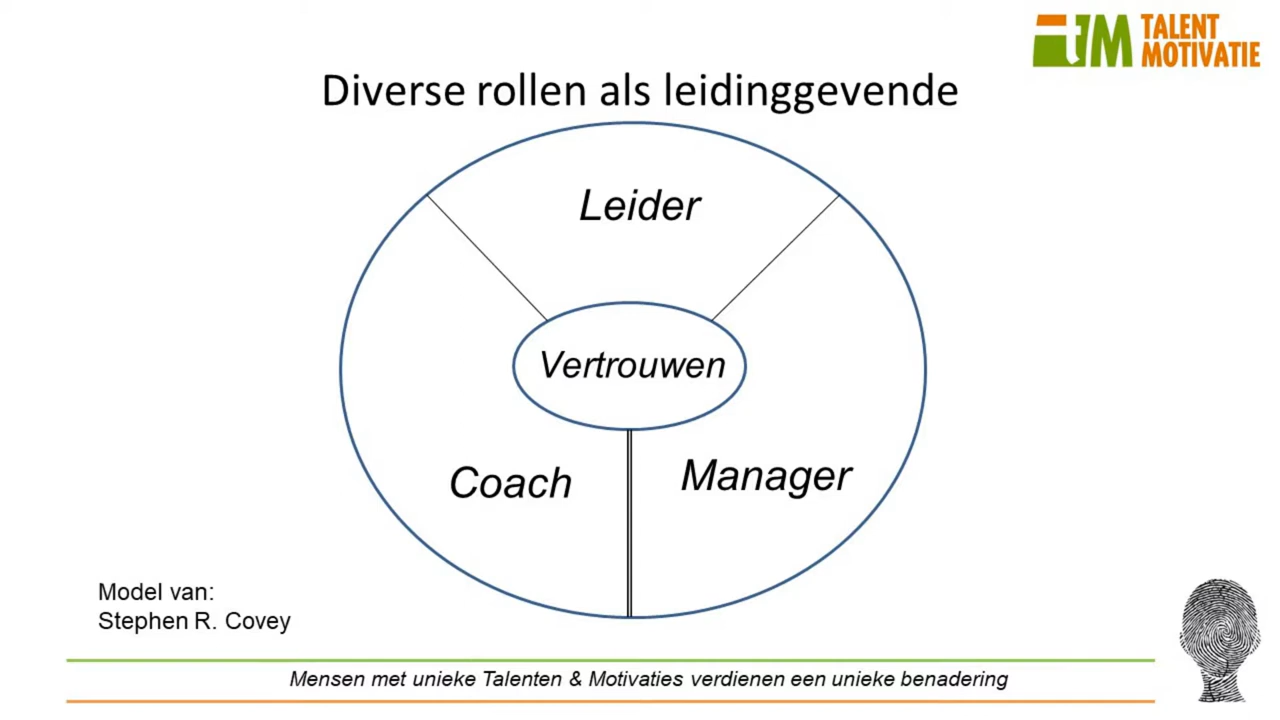 TALENT
MOTIVATIE
Diverse rollen als leidinggevende
Leider
Vertrouwen
Coach
Manager
Model van:
Stephen R. Covey
Mensen met unieke Talenten & Motivaties verdienen een unieke benadering